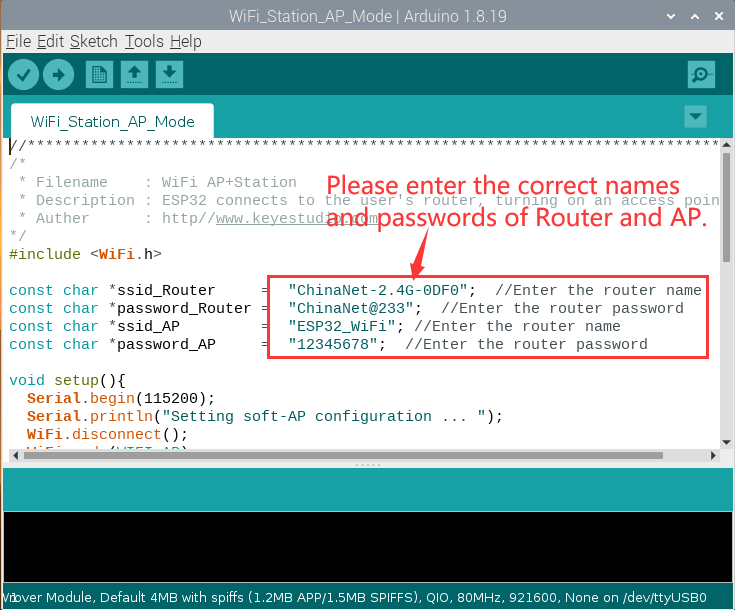 WiFi_Station_AP_Mode | Arduino 1.8.19
File Edit Sketch Tools Help
WiFi_Station_AP_Mode
//*****************************************************************************
/*
* Filename    : WiFi AP+Station
* Description : ESP32 connects to the user's router, turning on an access poin
* Auther      : http//www.keyestudio.com
*/
Please enter the correct names
and passwords of Router and AP.
#include <WiFi.h>
const char *ssid_Router     =  "ChinaNet-2.4G-0DF0";  //Enter the router name
const char *password_Router =  "ChinaNet@233";  //Enter the router password
const char *ssid_AP         =  "ESP32_WiFi"; //Enter the router name
const char *password_AP     =  "12345678";  //Enter the router password
void setup(){
Serial.begin(115200);
Serial.println("Setting soft-AP configuration ... ");
WiFi.disconnect();
rover Module, Default 4MB with spiffs (1.2MB APP/1.5MB SPIFFS), QIO, 80MHz, 921600, None on /dev/ttyUSB0